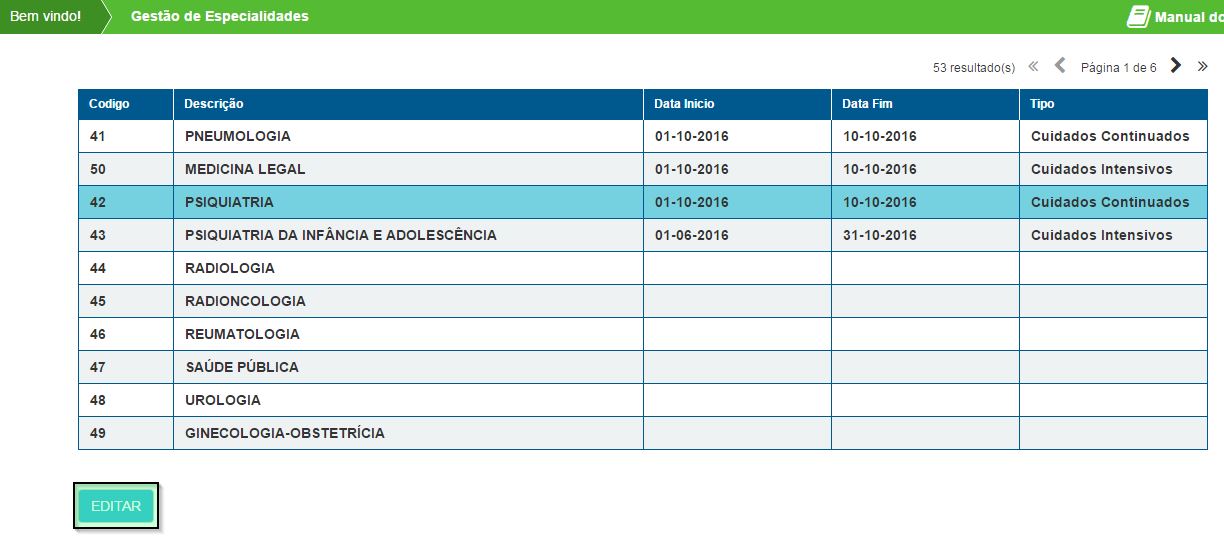 Bem vindo! Gestão de Especialidades Manual do
53 resultado(s) Página 1 de 6
Codigo Descrição Data Inicio Data Fim Tipo
41 PNEUMOLOGIA 01-10-2016 10-10-2016 Cuidados Continuados
50 MEDICINA LEGAL 01-10-2016 10-10-2016 Cuidados Intensivos
42 PSIQUIATRIA 01-10-2016 10-10-2016 Cuidados Continuados
43 PSIQUIATRIA DA INFÂNCIA E ADOLESCÊNCIA 01-06-2016 31-10-2016 Cuidados Intensivos
44 RADIOLOGIA
45 RADIONCOLOGIA
46 REUMATOLOGIA
47 SAÚDE PÚBLICA
48 UROLOGIA
49 GINECOLOGIA-OBSTETRÍCIA
EDITAR